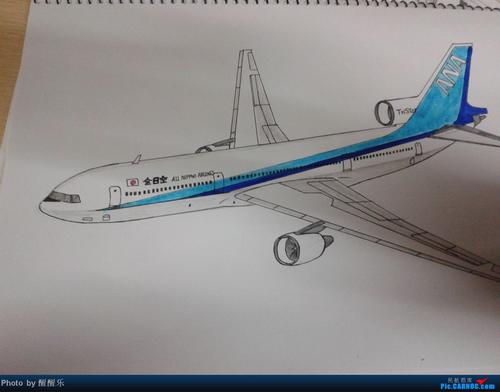 ANA
TriStar
全日空 ALL NIPPON AIRWAYS
Photo by 醒醒乐
民航图库
Pic.CARNOC.com